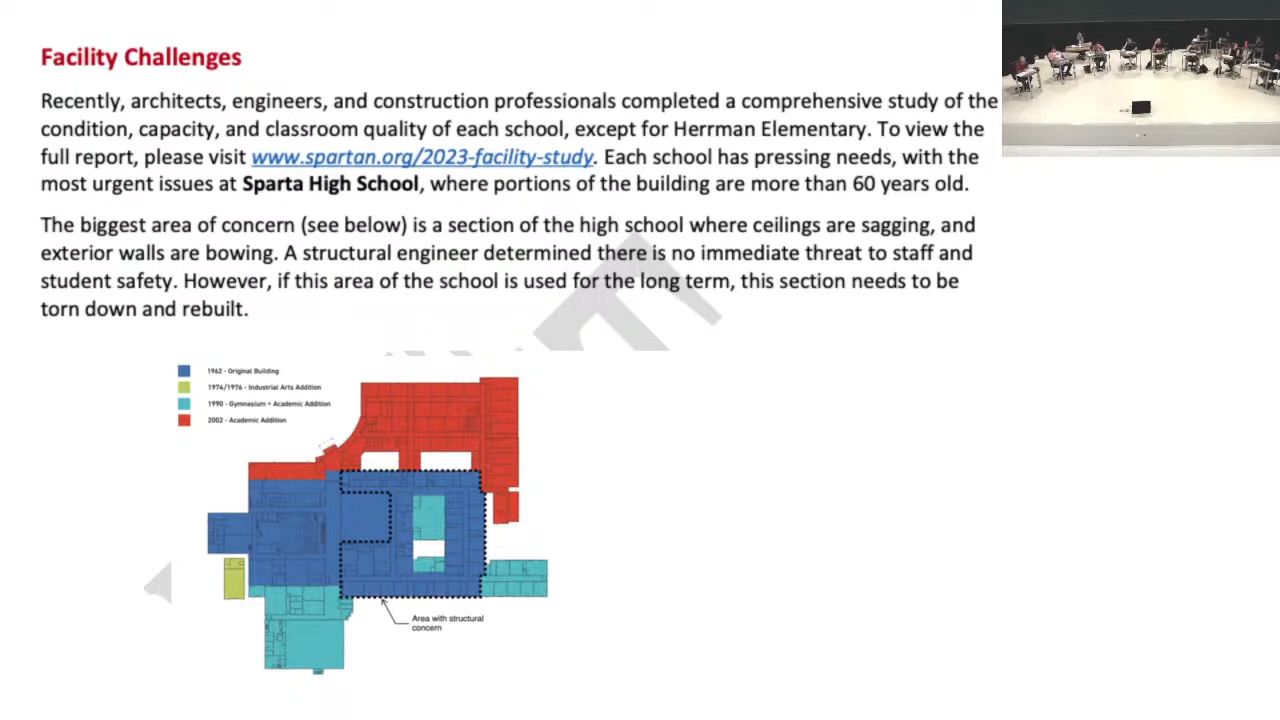 Facility Challenges
Recently, architects, engineers, and construction professionals completed a comprehensive study of the
condition, capacity, and classroom quality of each school, except for Herrman Elementary. To view the
full report, please visit www.spartan.org/2023-facility-study. Each school has pressing needs, with the
most urgent issues at Sparta High School, where portions of the building are more than 60 years old.
The biggest area of concern (see below) is a section of the high school where ceilings are sagging, and
exterior walls are bowing. A structural engineer determined there is no immediate threat to staff and
student safety. However, if this area of the school is used for the long term, this section needs to be
torn down and rebuilt.
1962 - Original Building
1974/1976 - Industrial Arts Addition
1990 - Gymnasium + Academic Addition
2002 - Academic Addition
Area with structural
concern